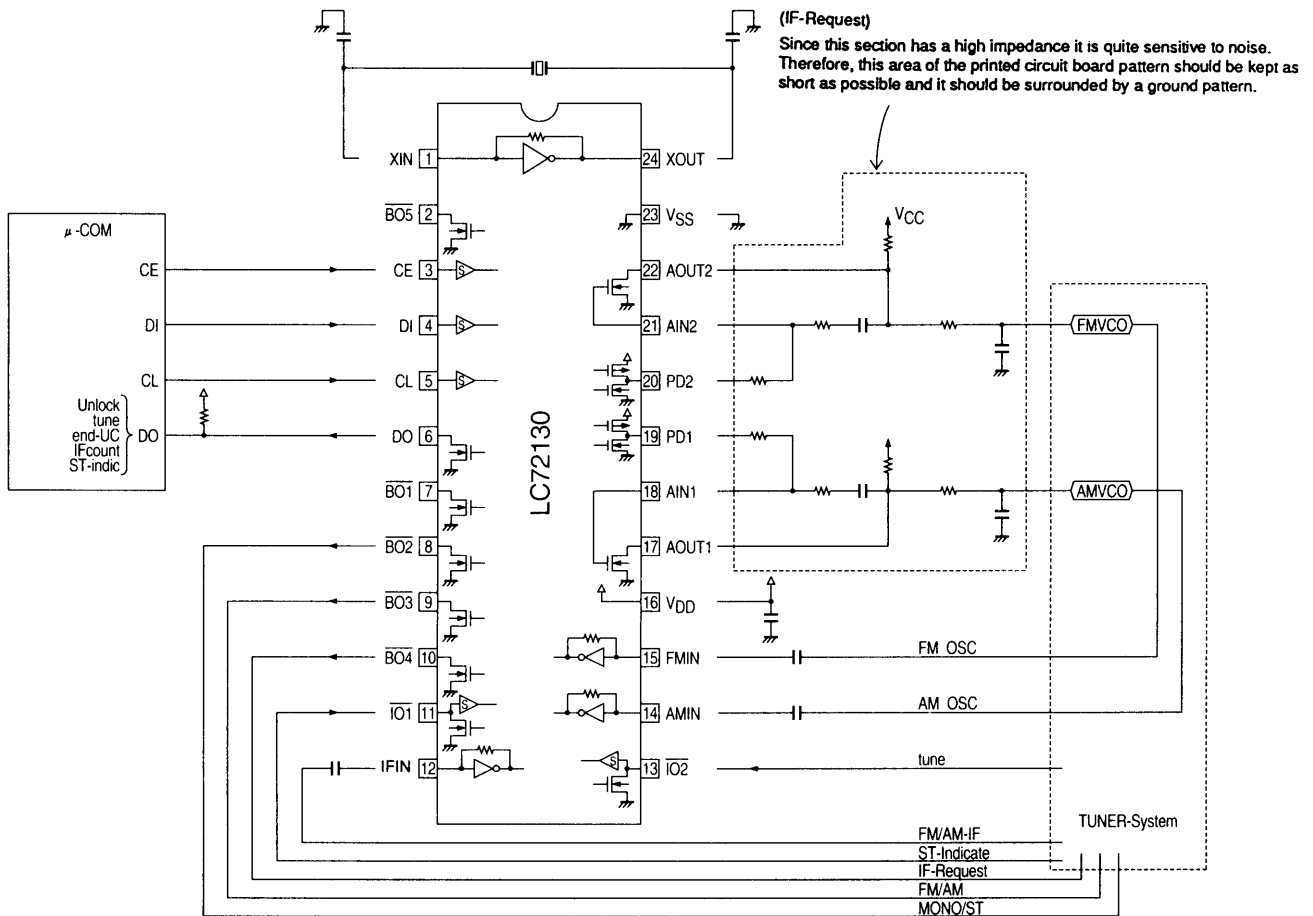 (IF-Request)
Since this section has a high impedance it is quite sensitive to noise.
Therefore, this area of the printed circuit board pattern should be kept as
short as possible and it should be surrounded by a ground pattern.
XIN 1
24 XOUT
BO5 2
23 VSS
VCC
μ-COM
CE
CE 3 S
22 AOUT2
DI
DI 4 S
21 AIN2
FMVCO
CL
CL 5 S
20 PD2
Unlock
tune
end-UC
IFcount
ST-indic
DO
DO 6
19 PD1
LC72130
BO1 7
18 AIN1
AMVCO
BO2 8
17 AOUT1
BO3 9
16 VDD
BO4 10
15 FMIN
FM OSC
IO1 11 S
14 AMIN
AM OSC
IFIN 12
S 13 IO2
tune
TUNER-System
FM/AM-IF
ST-Indicate
IF-Request
FM/AM
MONO/ST